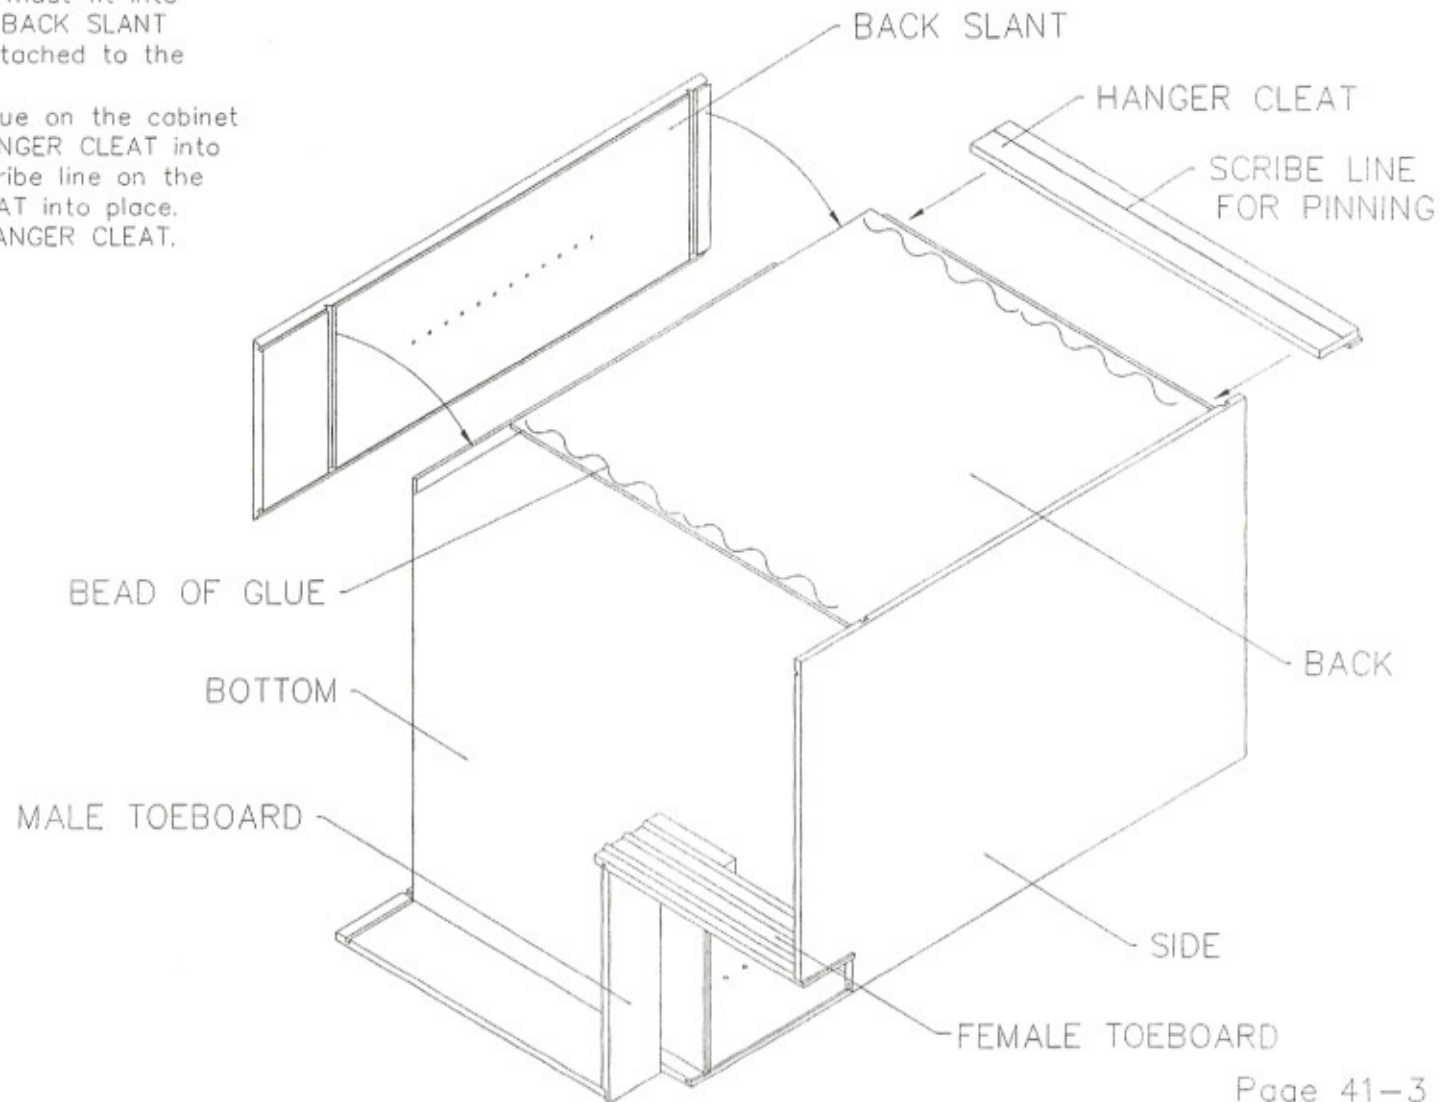 BACK SLANT
tached to the
ue on the cabinet
NGER CLEAT into
ribe line on the
AT into place.
ANGER CLEAT.
BACK SLANT
HANGER CLEAT
SCRIBE LINE
FOR PINNING
BEAD OF GLUE
BACK
BOTTOM
MALE TOEBOARD
SIDE
FEMALE TOEBOARD
Page 41-3